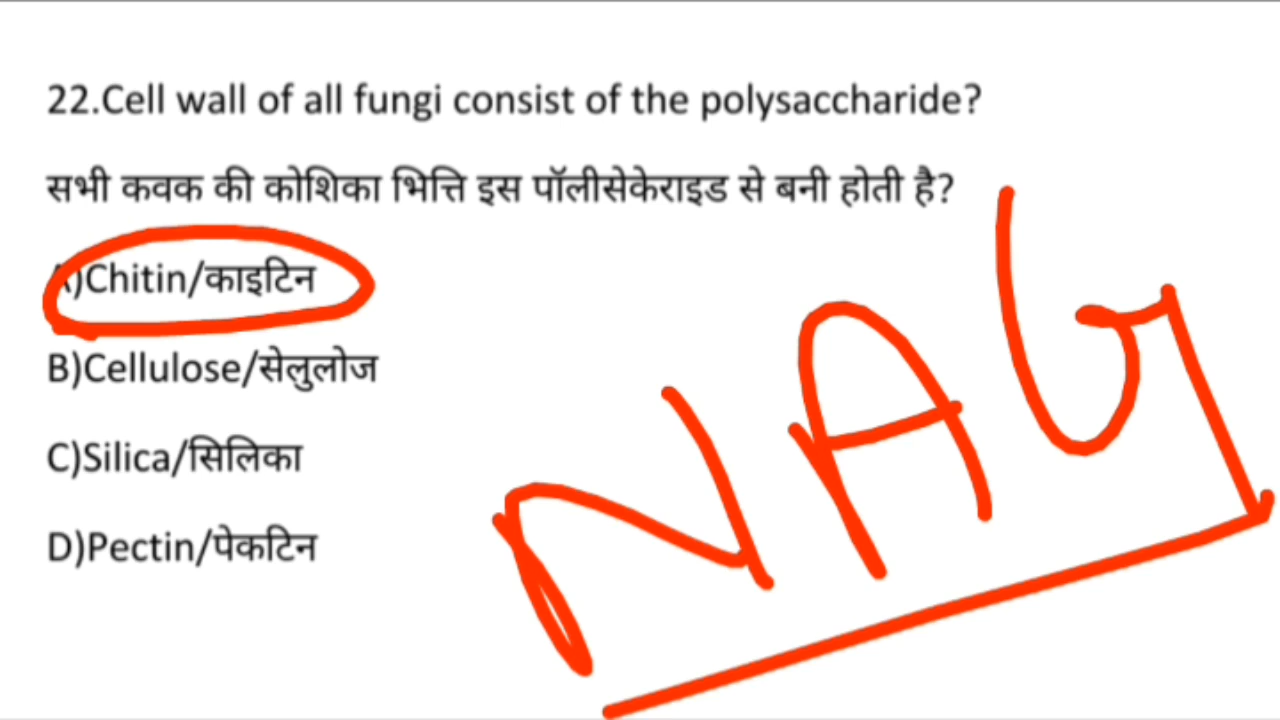 22.Cell wall of all fungi consist of the polysaccharide?
सभी कवक की कोशिका भित्ति इस पॉलीसेकेराइड से बनी होती है?
A)Chitin/काइटिन
B)Cellulose/सेलुलोज
C)Silica/सिलिका
D)Pectin/पेकटिन
NAG